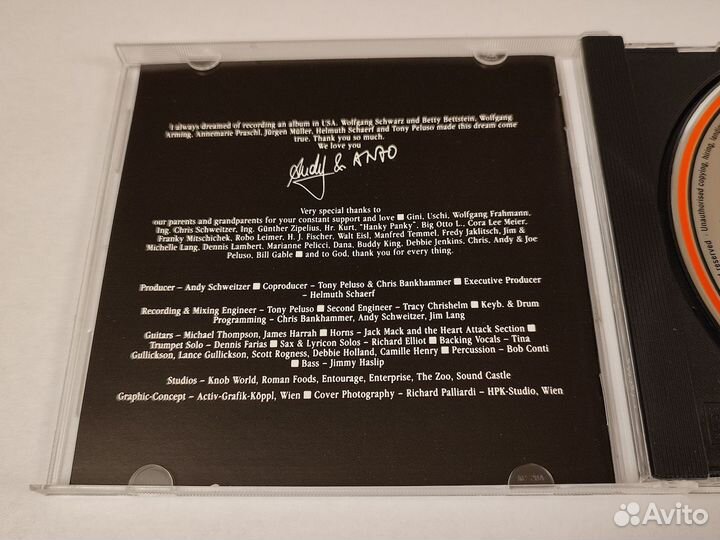 I always dreamed of recording an album in USA. Wolfgang Schwarz und Betty Bettstein, Wolfgang
Arming, Annemarie Praschl, Jürgen Müller, Helmuth Schaerf and Tony Peluso made this dream come
true. Thank you so much.
We love you
Andy &
Very special thanks to
our parents and grandparents for your constant support and love ■ Gini, Uschi, Wolfgang Frahmann,
Ing. Chris Schweitzer, Ing. Günther Zipelius, Hr. Kurt, "Hanky Panky", Big Otto L., Cora Lee Meier,
Franky Mitschichek, Robo Leimer, H. J. Fischer, Walt Eisl, Manfred Temmel, Fredy Jaklitsch, Jim &
Michelle Lang, Dennis Lambert, Marianne Pelicci, Dana, Buddy King, Debbie Jenkins, Chris, Andy & Joe
Peluso, Bill Gable ■ and to God, thank you for every thing.
Producer – Andy Schweitzer ■ Coproducer – Tony Peluso & Chris Bankhammer ■ Executive Producer
– Helmuth Schaerf
Recording & Mixing Engineer – Tony Peluso ■ Second Engineer – Tracy Chrishelm ■ Keyb. & Drum
Programming – Chris Bankhammer, Andy Schweitzer, Jim Lang
Guitars – Michael Thompson, James Harrah ■ Horns – Jack Mack and the Heart Attack Section ■
Trumpet Solo – Dennis Farias ■ Sax & Lyricon Solos – Richard Elliot ■ Backing Vocals – Tina
Gullickson, Lance Gullickson, Scott Rogness, Debbie Holland, Camille Henry ■ Percussion – Bob Conti
■ Bass – Jimmy Haslip
Studios – Knob World, Roman Foods, Entourage, Enterprise, The Zoo, Sound Castle
Graphic-Concept – Activ-Grafik-Köppl, Wien ■ Cover Photography – Richard Palliardi – HPK-Studio, Wien
reserved · Unauthorised copying, hiring,
Avito